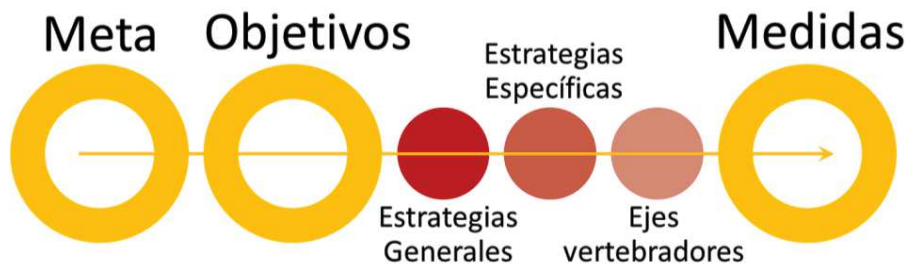 Meta
Objetivos
Estrategias
Generales
Estrategias
Específicas
Ejes
vertebradores
Medidas